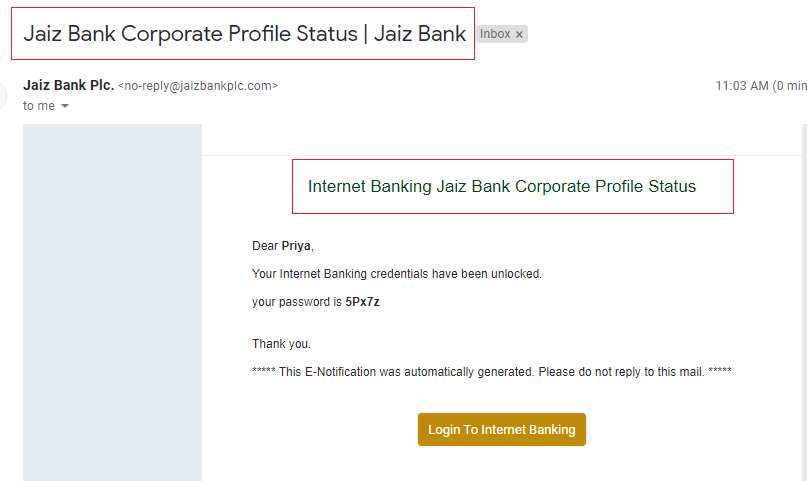 Jaiz Bank Corporate Profile Status | Jaiz Bank Inbox ×
Jaiz Bank Plc. <no-reply@jaizbankplc.com> 11:03 AM (0 min
to me
Internet Banking Jaiz Bank Corporate Profile Status
Dear Priya,
Your Internet Banking credentials have been unlocked.
your password is 5Px7z
Thank you.
***** This E-Notification was automatically generated. Please do not reply to this mail. *****
Login To Internet Banking